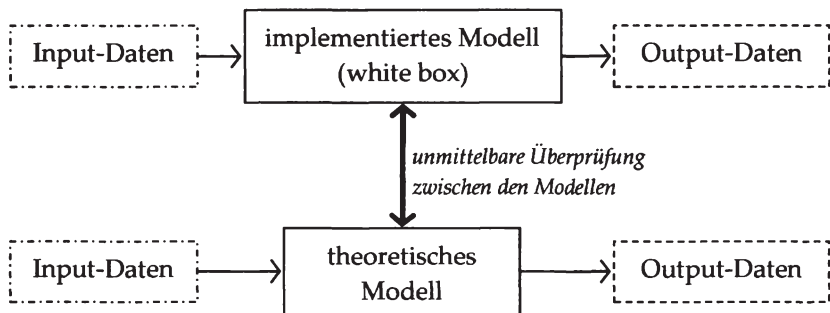 Input-Daten
implementiertes Modell
(white box)
Output-Daten
unmittelbare Überprüfung
zwischen den Modellen
Input-Daten
theoretisches
Modell
Output-Daten